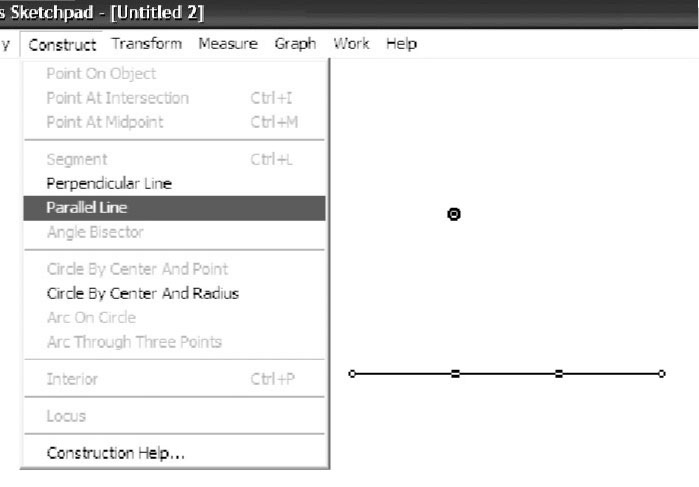 s Sketchpad - [Untitled 2]
y Construct Transform Measure Graph Work Help
Point On Object
Point At Intersection Ctrl+I
Point At Midpoint Ctrl+M
Segment Ctrl+L
Perpendicular Line
Parallel Line
Angle Bisector
Circle By Center And Point
Circle By Center And Radius
Arc On Circle
Arc Through Three Points
Interior Ctrl+P
Locus
Construction Help...